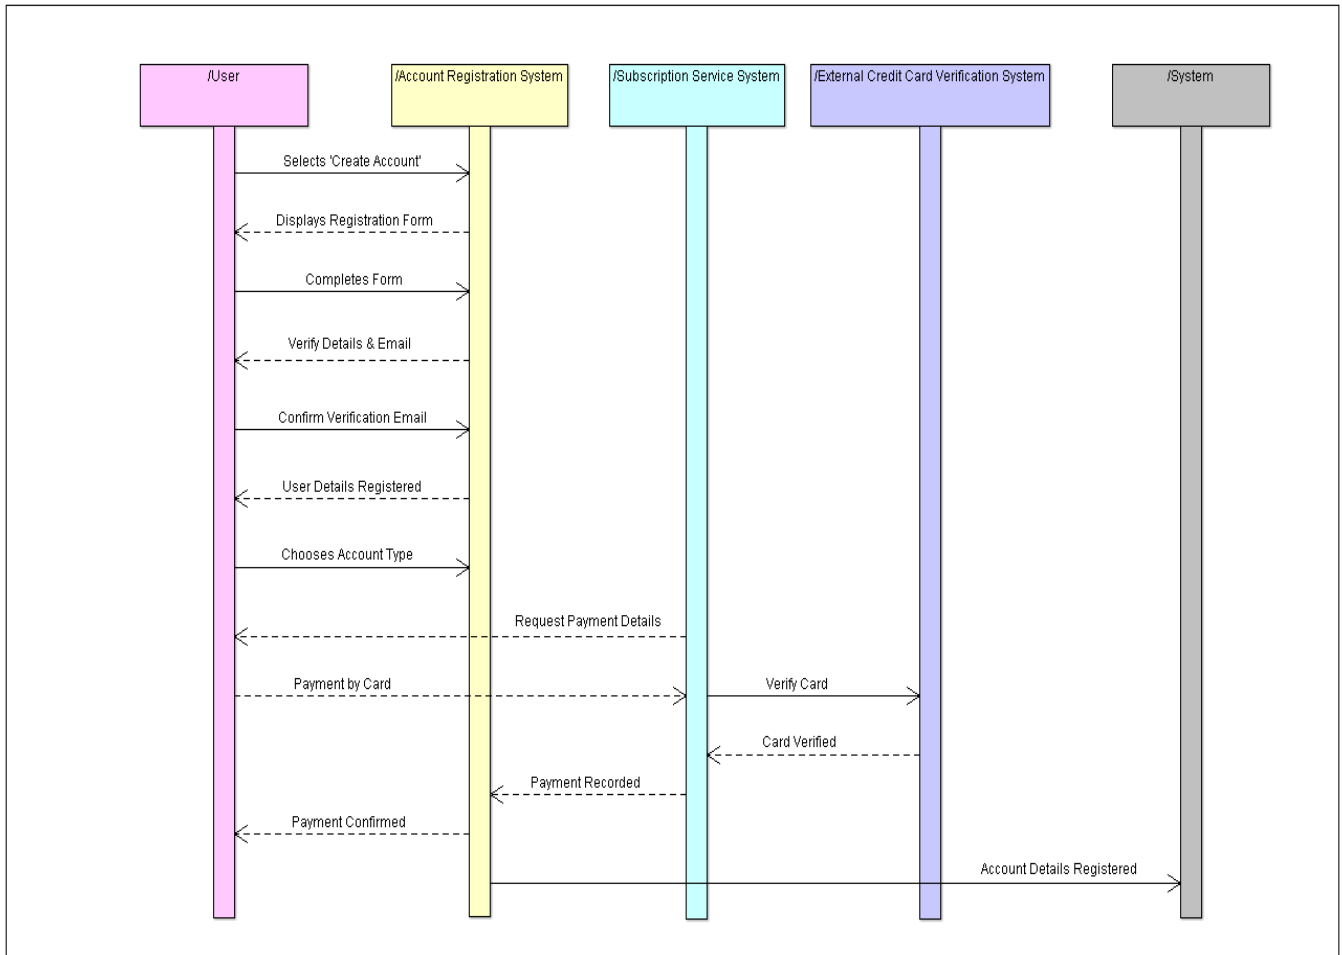 /User
/Account Registration System
/Subscription Service System
/External Credit Card Verification System
/System
Selects 'Create Account'
Displays Registration Form
Completes Form
Verify Details & Email
Confirm Verification Email
User Details Registered
Chooses Account Type
Request Payment Details
Payment by Card
Verify Card
Card Verified
Payment Recorded
Payment Confirmed
Account Details Registered